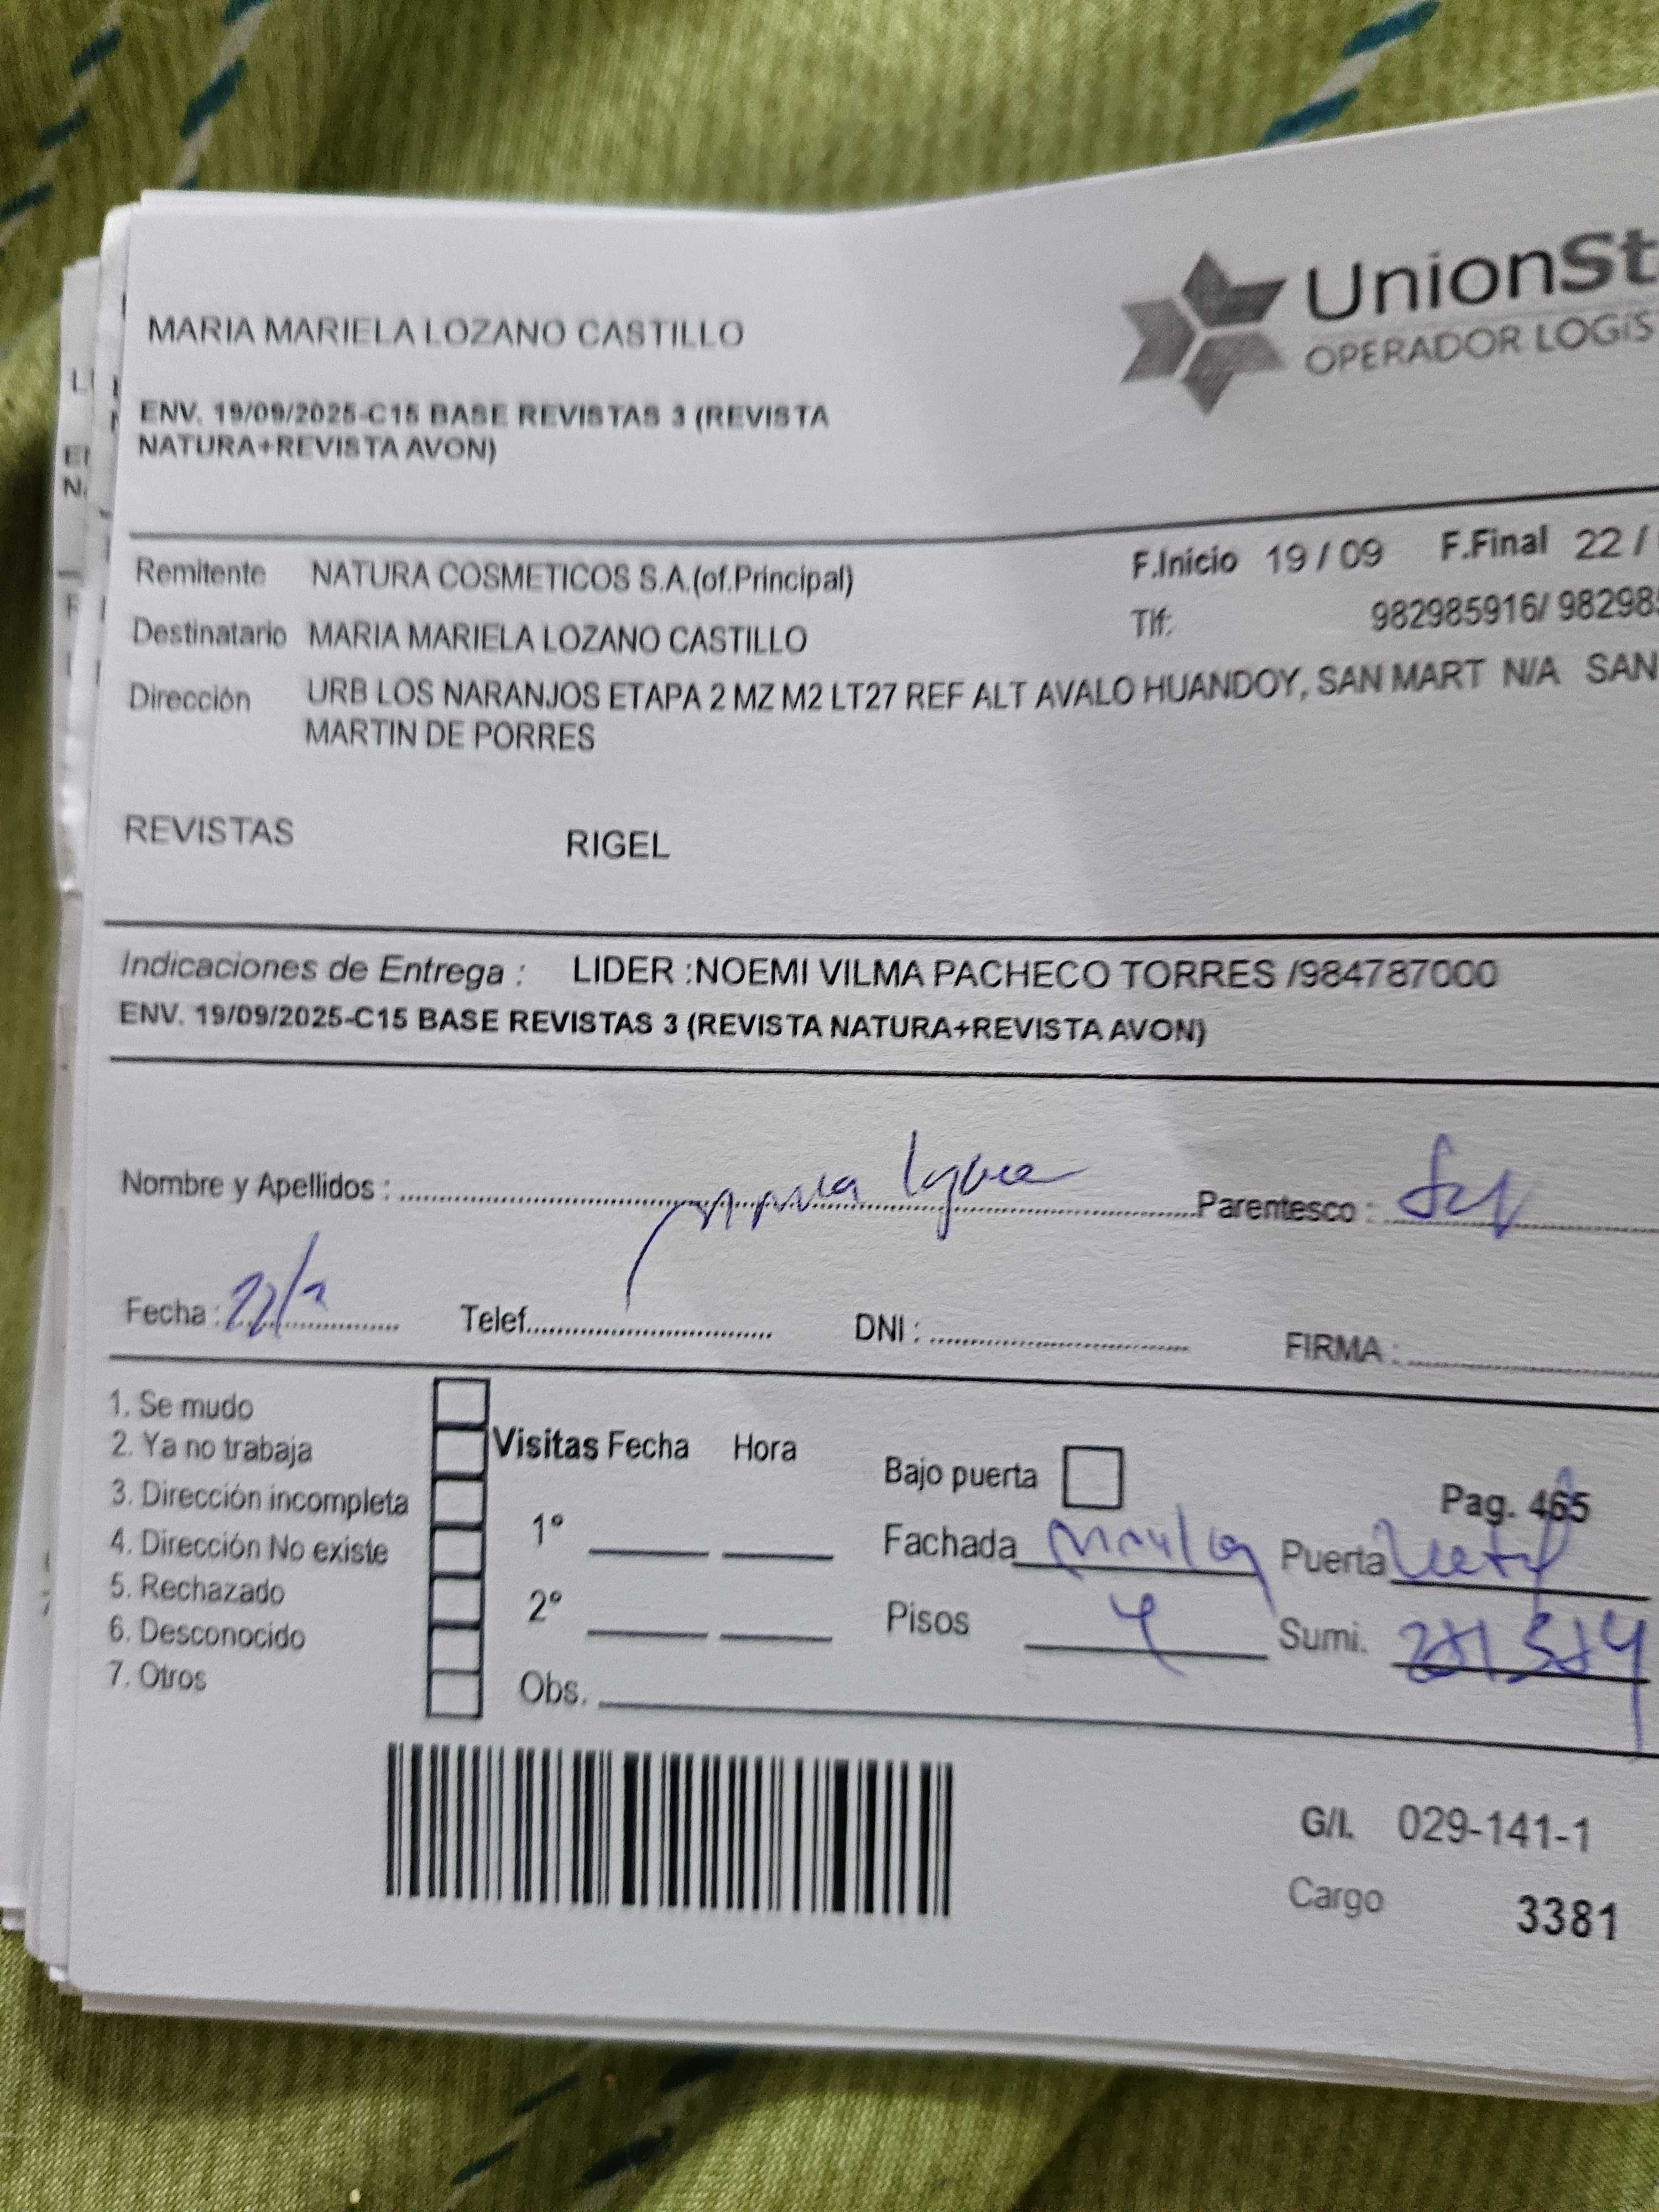 MARIA MARIELA LOZANO CASTILLO
UnionSt
OPERADOR LOGÍS
ENV. 19/09/2025-C15 BASE REVISTAS 3 (REVISTA
NATURA+REVISTA AVON)
Remitente NATURA COSMETICOS S.A.(of.Principal) F.Inicio 19 / 09 F.Final 22 /
Destinatario MARIA MARIELA LOZANO CASTILLO Tlf: 982985916/ 98298
Dirección URB LOS NARANJOS ETAPA 2 MZ M2 LT27 REF ALT AVALO HUANDOY, SAN MART N/A SAN
MARTIN DE PORRES
REVISTAS RIGEL
Indicaciones de Entrega : LIDER :NOEMI VILMA PACHECO TORRES /984787000
ENV. 19/09/2025-C15 BASE REVISTAS 3 (REVISTA NATURA+REVISTA AVON)
Nombre y Apellidos : Parentesco :
Fecha : Telef. DNI : FIRMA :
1. Se mudo
2. Ya no trabaja
3. Dirección incompleta
4. Dirección No existe
5. Rechazado
6. Desconocido
7. Otros
Visitas Fecha Hora
1°
2°
Obs.
Bajo puerta
Pag. 465
Fachada Puerta
Pisos 4 Sumi.
G/I. 029-141-1
Cargo 3381